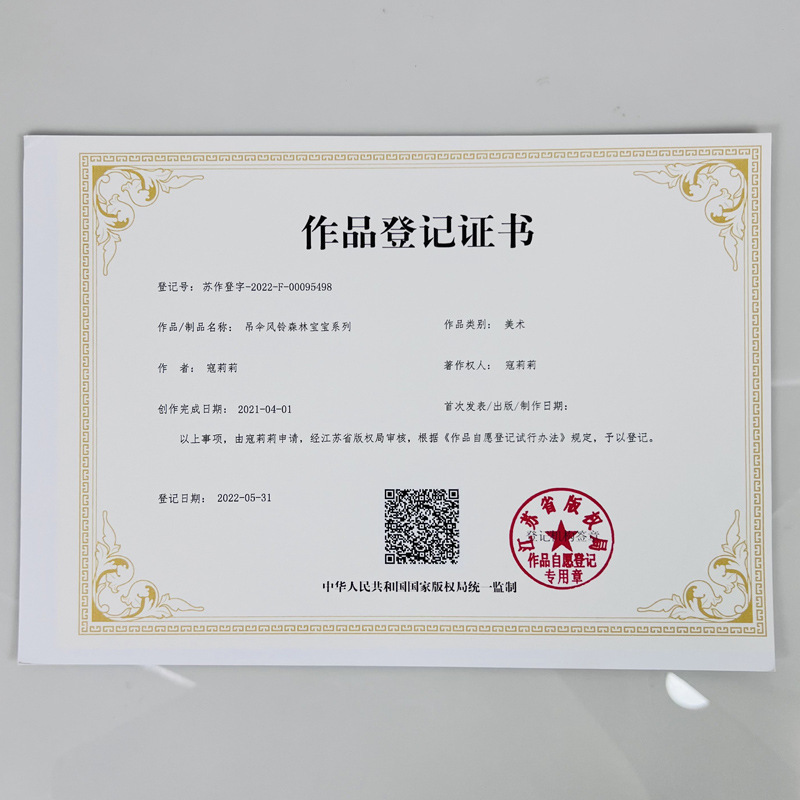 作品登记证书
登记号： 苏作登字-2022-F-00095498
作品/制品名称： 吊伞风铃森林宝宝系列
作品类别： 美术
作 者： 寇莉莉
著作权人： 寇莉莉
创作完成日期： 2021-04-01
首次发表/出版/制作日期：
以上事项，由寇莉莉申请，经江苏省版权局审核，根据《作品自愿登记试行办法》规定，予以登记。
登记日期： 2022-05-31
江苏省版权局
登记机构签章
作品自愿登记
专用章
中华人民共和国国家版权局统一监制